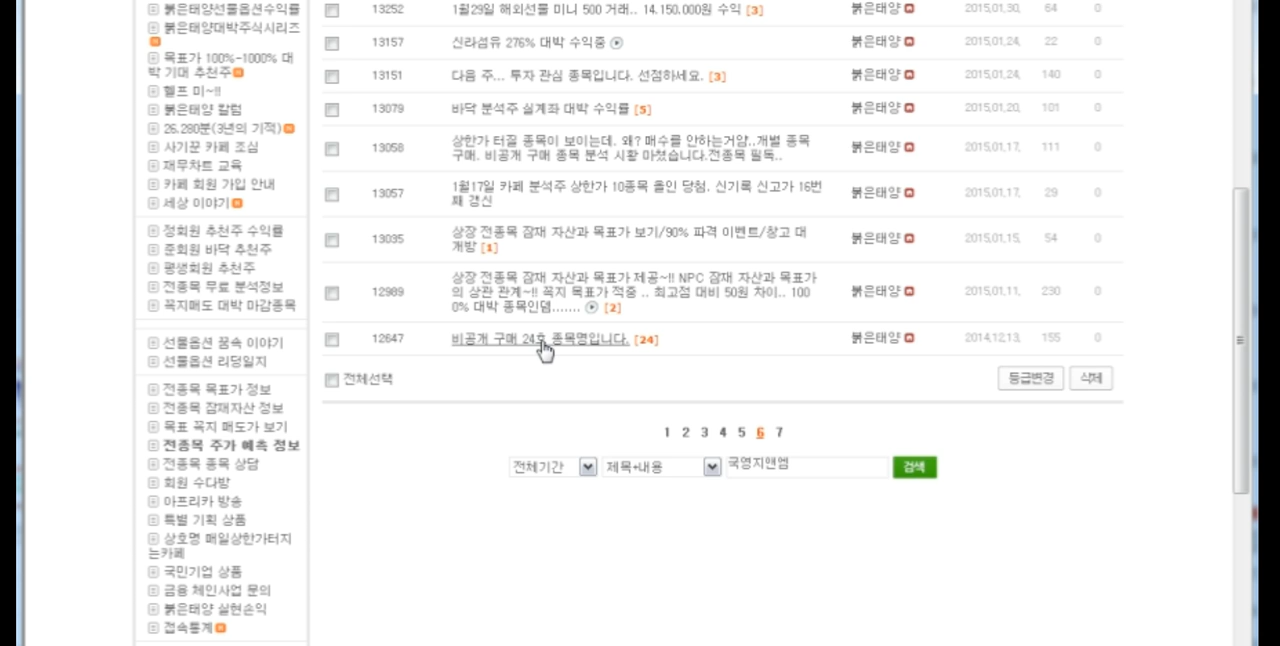 붉은태양선물옵션수익률
붉은태양대박주식시리즈
목표가 100%-1000% 대
박 기대 추천주
헬프 미~!!
붉은태양 칼럼
26,280분(3년의 기적)
사기꾼 카페 조심
재무차트 교육
카페 회원 가입 안내
세상 이야기
정회원 추천주 수익률
준회원 바닥 추천주
평생회원 추천주
전종목 무료 분석정보
꼭지매도 대박 마감종목
선물옵션 꿈속 이야기
선물옵션 리딩일지
전종목 목표가 정보
전종목 잠재자산 정보
목표 꼭지 매도가 보기
전종목 주가 예측 정보
전종목 종목 상담
회원 수다방
아프리카 방송
특별 기획 상품
상호명 매일상한가터지
는카페
국민기업 상품
금융 체인사업 문의
붉은태양 실현손익
접속통계
13252 1월29일 해외선물 미니 500 거래.. 14.150.000원 수익 [3] 붉은태양 2015.01.30. 64 0
13157 신라섬유 276% 대박 수익중 붉은태양 2015.01.24. 22 0
13151 다음 주... 투자 관심 종목입니다. 선점하세요. [3] 붉은태양 2015.01.24. 140 0
13079 바닥 분석주 실계좌 대박 수익률 [5] 붉은태양 2015.01.20. 101 0
13058 상한가 터질 종목이 보이는데. 왜? 매수를 안하는거양..개별 종목
구매. 비공개 구매 종목 분석 시황 마쳤습니다.전종목 필독.. 붉은태양 2015.01.17. 111 0
13057 1월17일 카페 분석주 상한가 10종목 올인 당첨. 신기록 신고가 16번
째 갱신 붉은태양 2015.01.17. 29 0
13035 상장 전종목 잠재 자산과 목표가 보기/90% 파격 이벤트/창고 대
개방 [1] 붉은태양 2015.01.15. 54 0
12989 상장 전종목 잠재 자산과 목표가 제공~!! NPC 잠재 자산과 목표가
의 상관 관계~!! 꼭지 목표가 적중 .. 최고점 대비 50원 차이.. 100
0% 대박 종목인뎀....... [2] 붉은태양 2015.01.11. 230 0
12647 비공개 구매 24호 종목명입니다. [24] 붉은태양 2014.12.13. 155 0
전체선택 등급변경 삭제
1 2 3 4 5 6 7
전체기간 제목+내용 국영지앤엠 검색